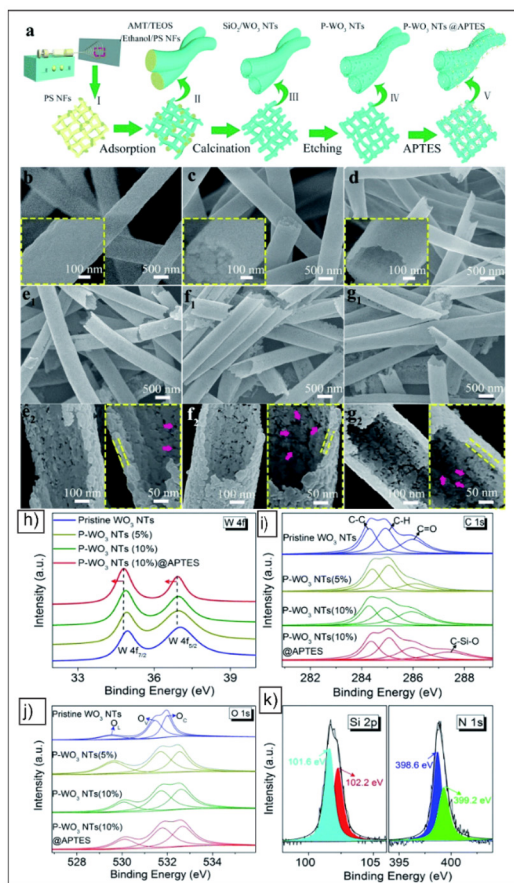 a
AMT/TEOS
/Ethanol/PS NFs
SiO₂/WO₃ NTs
P-WO₃ NTs
P-WO₃ NTs @APTES
PS NFs
I
II
III
IV
V
Adsorption
Calcination
Etching
APTES
b
100 nm
500 nm
c
100 nm
500 nm
d
100 nm
500 nm
e₁
500 nm
f₁
500 nm
g₁
500 nm
e₂
100 nm
50 nm
f₂
100 nm
50 nm
g₂
100 nm
50 nm
h)
W 4f
Pristine WO₃ NTs
P-WO₃ NTs (5%)
P-WO₃ NTs (10%)
P-WO₃ NTs (10%)@APTES
W 4f₇/₂
W 4f₅/₂
Intensity (a.u.)
33 36 39
Binding Energy (eV)
i)
C 1s
C-C
C-H
C=O
Pristine WO₃ NTs
P-WO₃ NTs(5%)
P-WO₃ NTs(10%)
P-WO₃ NTs(10%)
@APTES
C-Si-O
Intensity (a.u.)
282 284 286 288
Binding Energy (eV)
j)
O 1s
Pristine WO₃ NTs
P-WO₃ NTs(5%)
P-WO₃ NTs(10%)
P-WO₃ NTs(10%)
@APTES
Intensity (a.u.)
528 530 532 534
Binding Energy (eV)
k)
Si 2p
N 1s
101.6 eV
102.2 eV
398.6 eV
399.2 eV
Intensity (a.u.)
100 105 395 400
Binding Energy (eV)